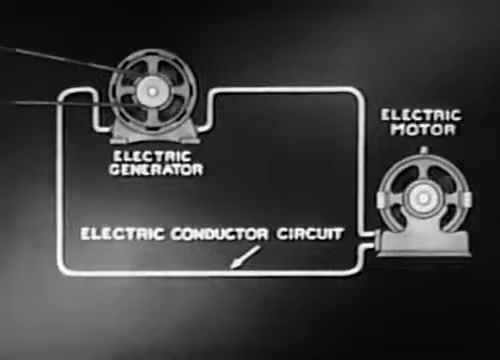 ELECTRIC
MOTOR
ELECTRIC
GENERATOR
ELECTRIC CONDUCTOR CIRCUIT